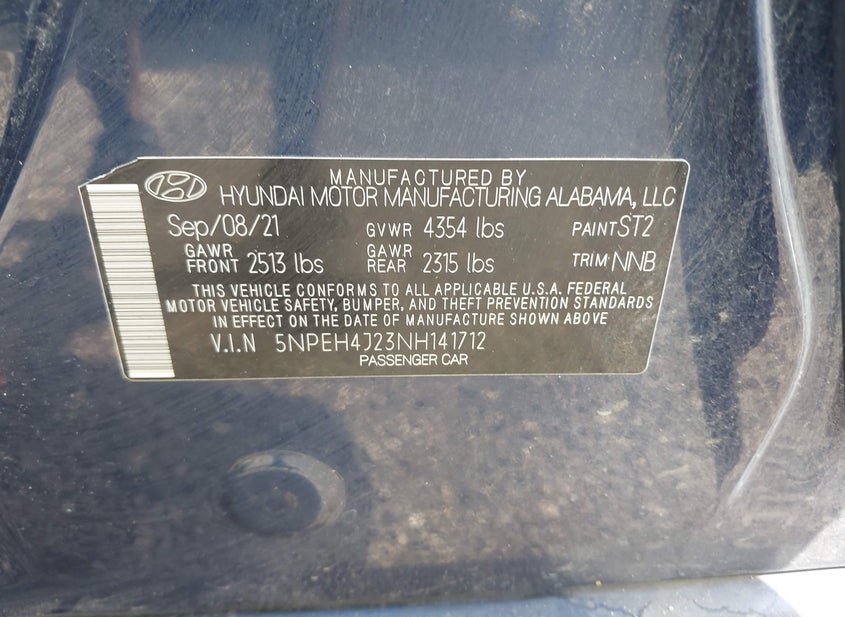 MANUFACTURED BY
HYUNDAI MOTOR MANUFACTURING ALABAMA, LLC
Sep/08/21 GVWR 4354 lbs PAINT ST2
GAWR FRONT 2513 lbs GAWR REAR 2315 lbs TRIM NNB
THIS VEHICLE CONFORMS TO ALL APPLICABLE U.S.A. FEDERAL
MOTOR VEHICLE SAFETY, BUMPER, AND THEFT PREVENTION STANDARDS
IN EFFECT ON THE DATE OF MANUFACTURE SHOWN ABOVE.
V.I.N 5NPEH4J23NH141712
PASSENGER CAR